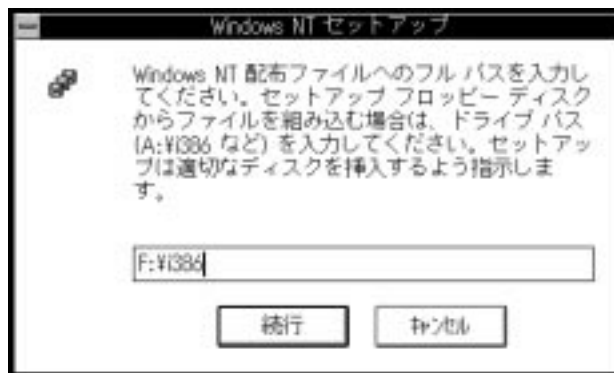 Windows NT セットアップ
Windows NT 配布ファイルへのフル パスを入力し
てください。セットアップ フロッピー ディスク
からファイルを組み込む場合は、ドライブ パス
(A:¥i386 など) を入力してください。セットアッ
プは適切なディスクを挿入するよう指示しま
す。
F:¥i386
続行 キャンセル